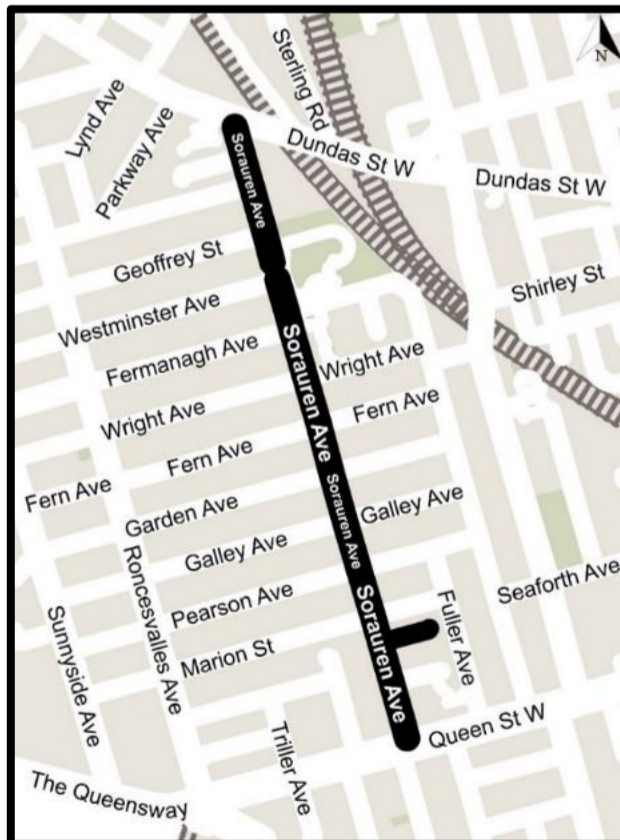 N
Sterling Rd
Lynd Ave
Parkway Ave
Sorauren Ave
Dundas St W
Dundas St W
Geoffrey St
Shirley St
Westminster Ave
Fermanagh Ave
Sorauren Ave
Wright Ave
Wright Ave
Fern Ave
Fern Ave
Fern Ave
Sorauren Ave
Garden Ave
Galley Ave
Galley Ave
Roncesvalles Ave
Pearson Ave
Sorauren Ave
Seaforth Ave
Fuller Ave
Marion St
Sunnyside Ave
Triller Ave
Queen St W
The Queensway